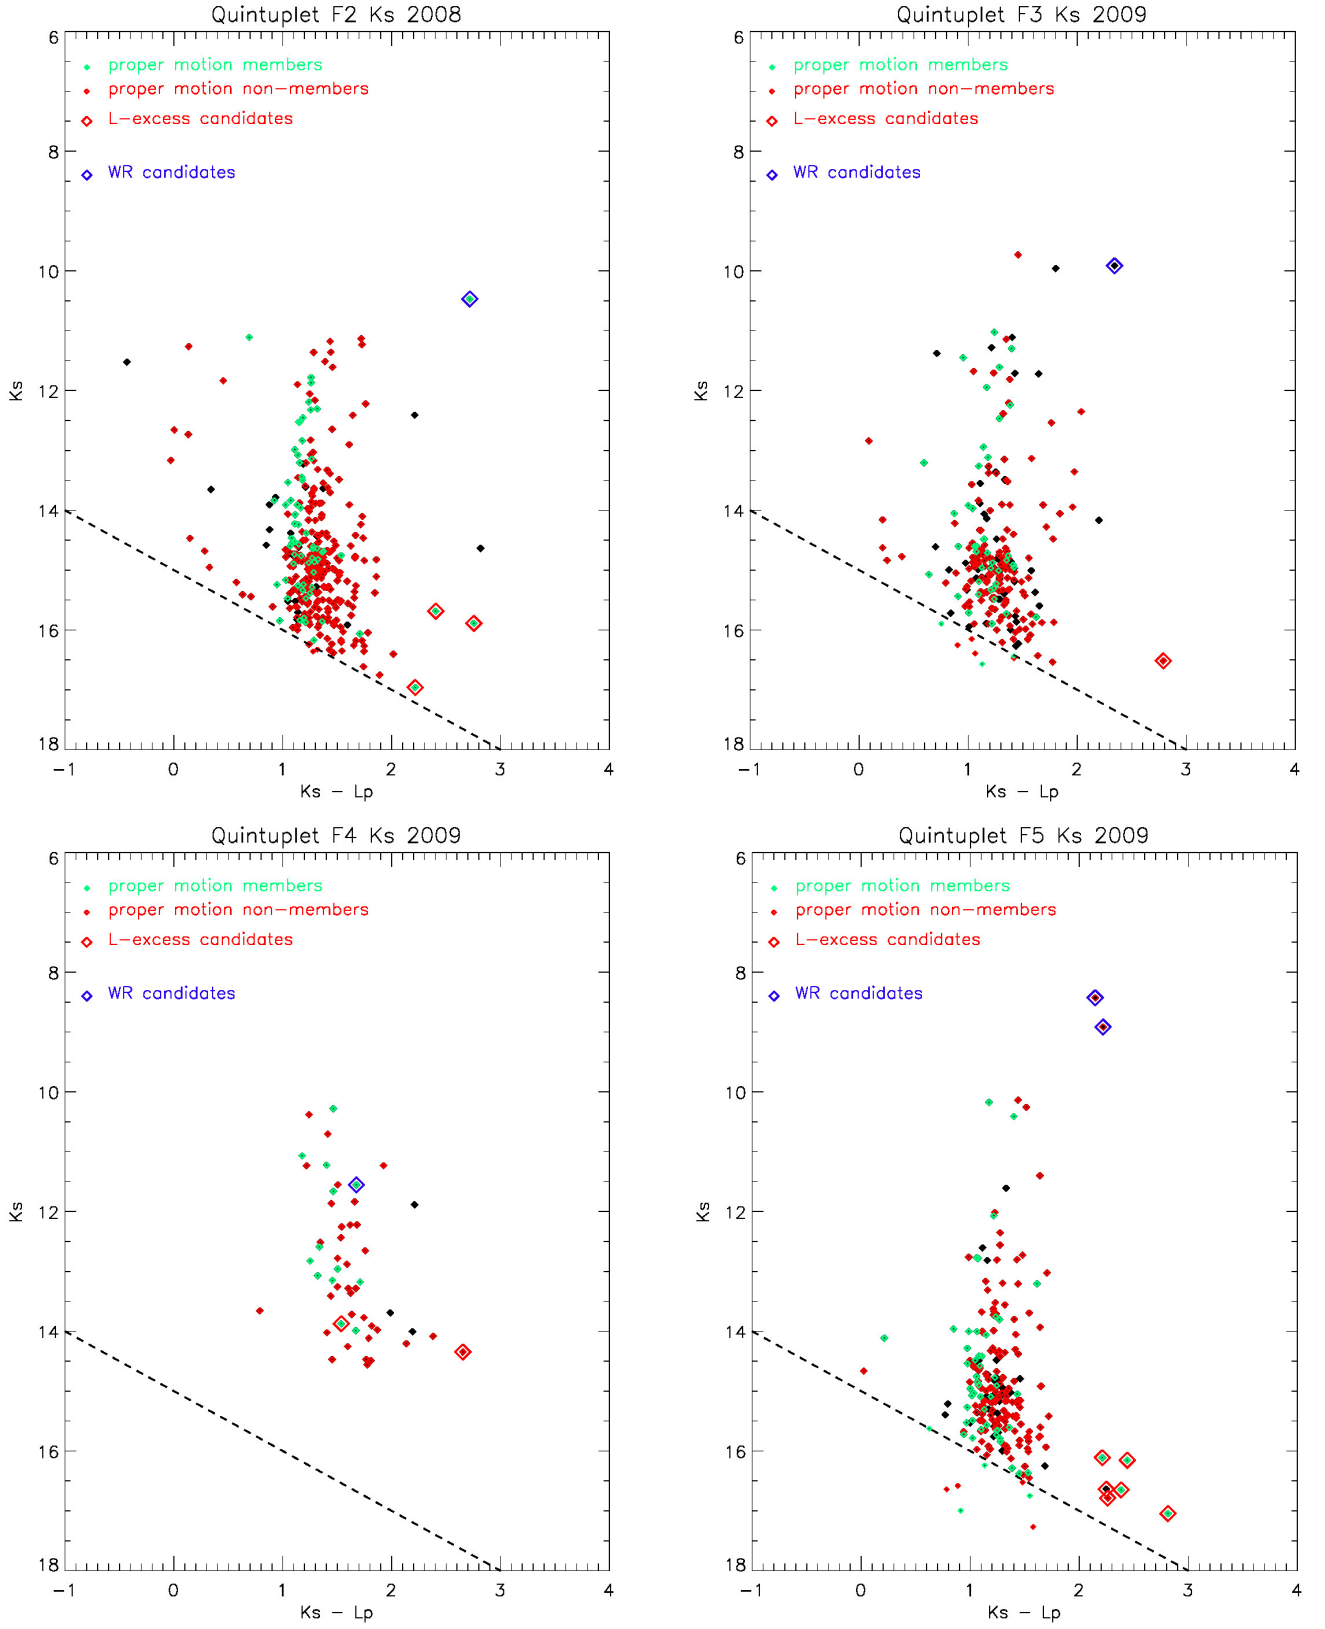 Quintuplet F2 Ks 2008
6
8
10
12
14
16
18
Ks
proper motion members
proper motion non-members
L-excess candidates
WR candidates
-1 0 1 2 3 4
Ks - Lp
Quintuplet F3 Ks 2009
6
8
10
12
14
16
18
Ks
proper motion members
proper motion non-members
L-excess candidates
WR candidates
-1 0 1 2 3 4
Ks - Lp
Quintuplet F4 Ks 2009
6
8
10
12
14
16
18
Ks
proper motion members
proper motion non-members
L-excess candidates
WR candidates
-1 0 1 2 3 4
Ks - Lp
Quintuplet F5 Ks 2009
6
8
10
12
14
16
18
Ks
proper motion members
proper motion non-members
L-excess candidates
WR candidates
-1 0 1 2 3 4
Ks - Lp